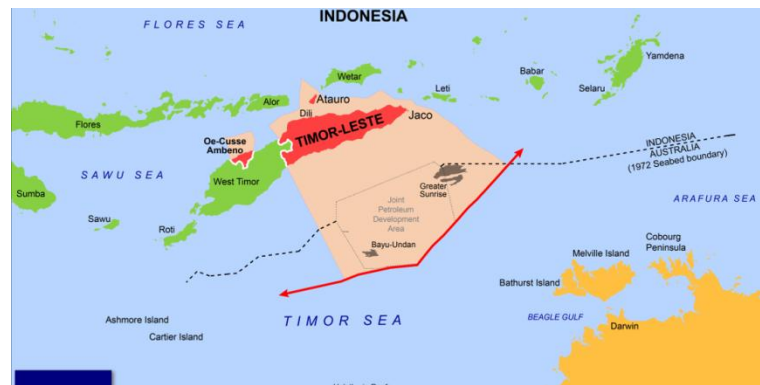 INDONESIA
FLORES SEA
Yamdena
Wetar
Babar
Leti
Selaru
Alor
Atauro
Dili
Jaco
Flores
TIMOR-LESTE
Oe-Cusse
Ambeno
INDONESIA
AUSTRALIA
(1972 Seabed boundary)
SAWU SEA
West Timor
Greater
Sunrise
Sumba
ARAFURA SEA
Joint
Petroleum
Development
Area
Sawu
Roti
Bayu-Undan
Cobourg
Peninsula
Melville Island
Bathurst Island
Ashmore Island
Cartier Island
TIMOR SEA
BEAGLE GULF
Darwin